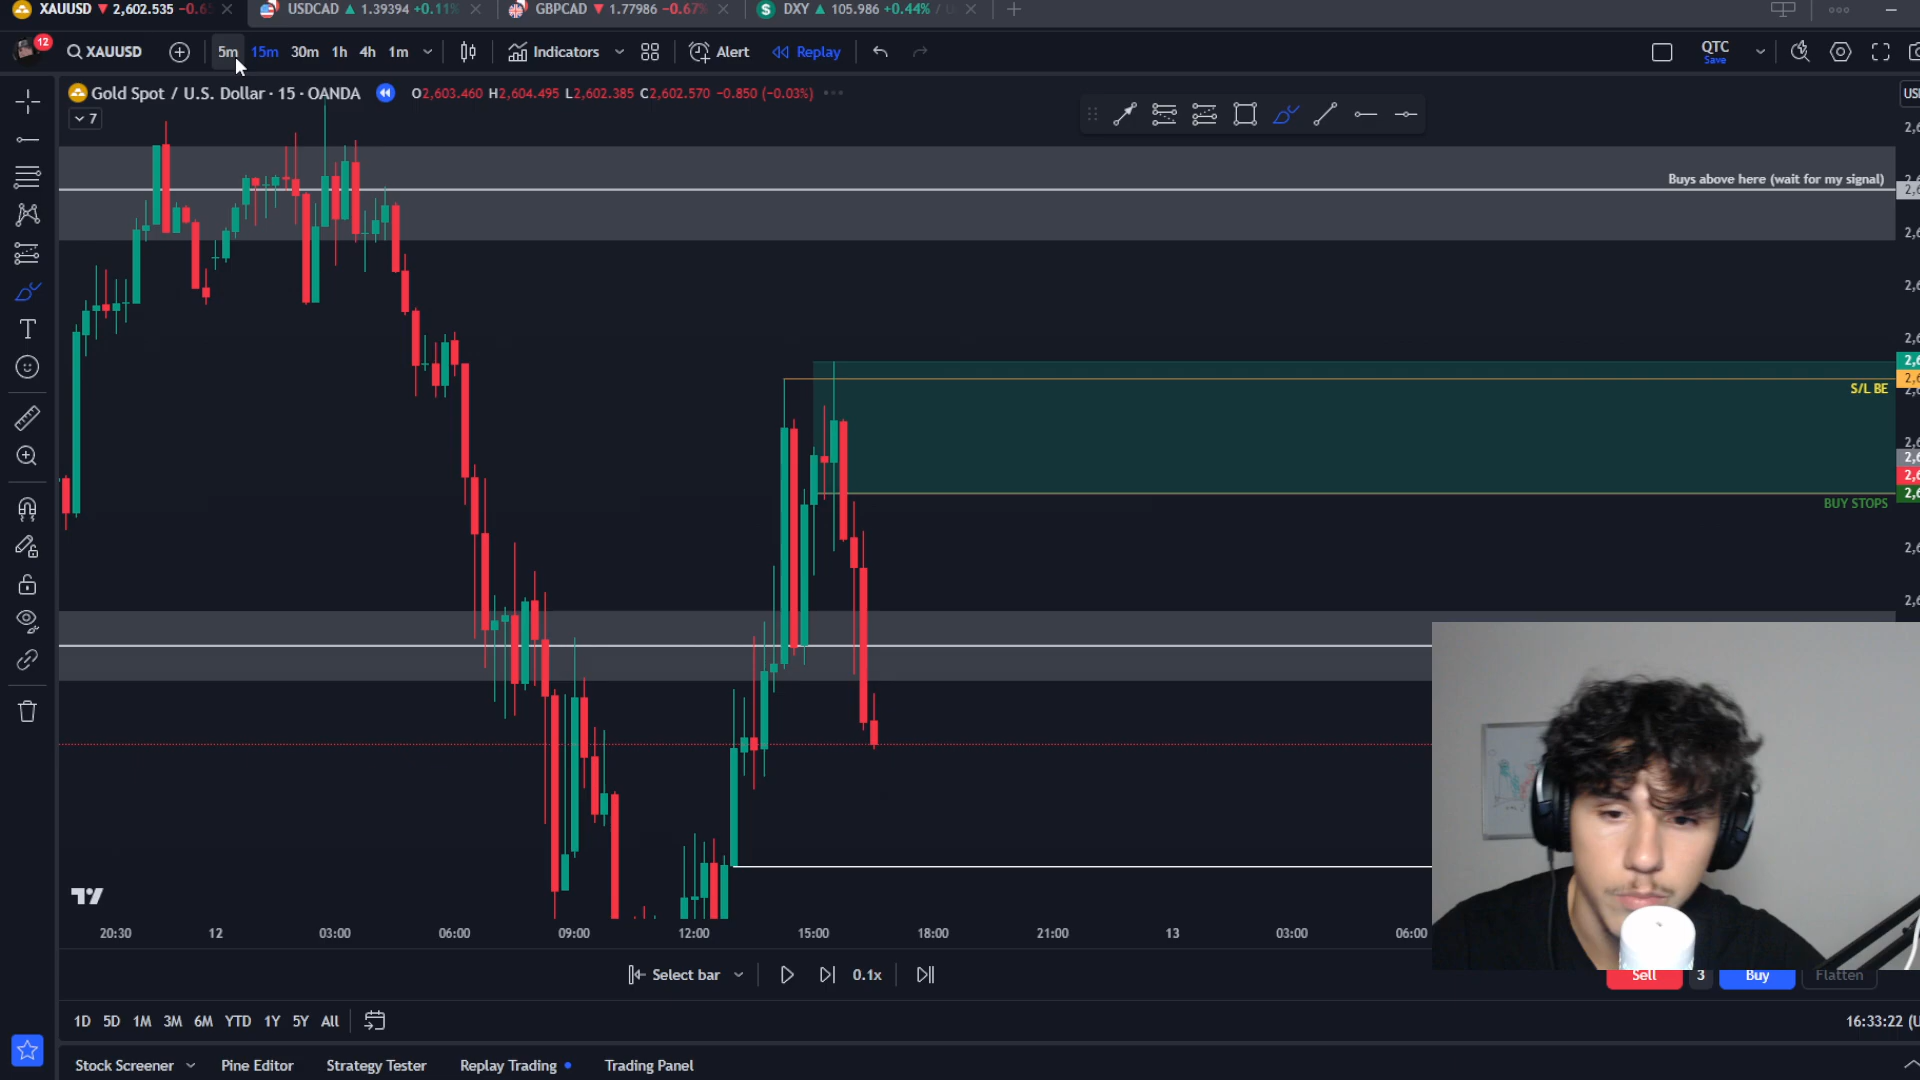 XAUUSD ▼ 2,602.535 -0.6
USDCAD ▲ 1.39394 +0.11%
GBPCAD ▼ 1.77986 -0.67%
DXY ▲ 105.986 +0.44% /
12
XAUUSD
5m 15m 30m 1h 4h 1m
Indicators
Alert
Replay
QTC
Save
Gold Spot / U.S. Dollar · 15 · OANDA
O2,603.460 H2,604.495 L2,602.385 C2,602.570 -0.850 (-0.03%)
7
Buys above here (wait for my signal)
S/L BE
BUY STOPS
20:30 12 03:00 06:00 09:00 12:00 15:00 18:00 21:00 13 03:00 06:00
Select bar
0.1x
Sell 3 Buy Flatten
1D 5D 1M 3M 6M YTD 1Y 5Y All
16:33:22
Stock Screener Pine Editor Strategy Tester Replay Trading Trading Panel